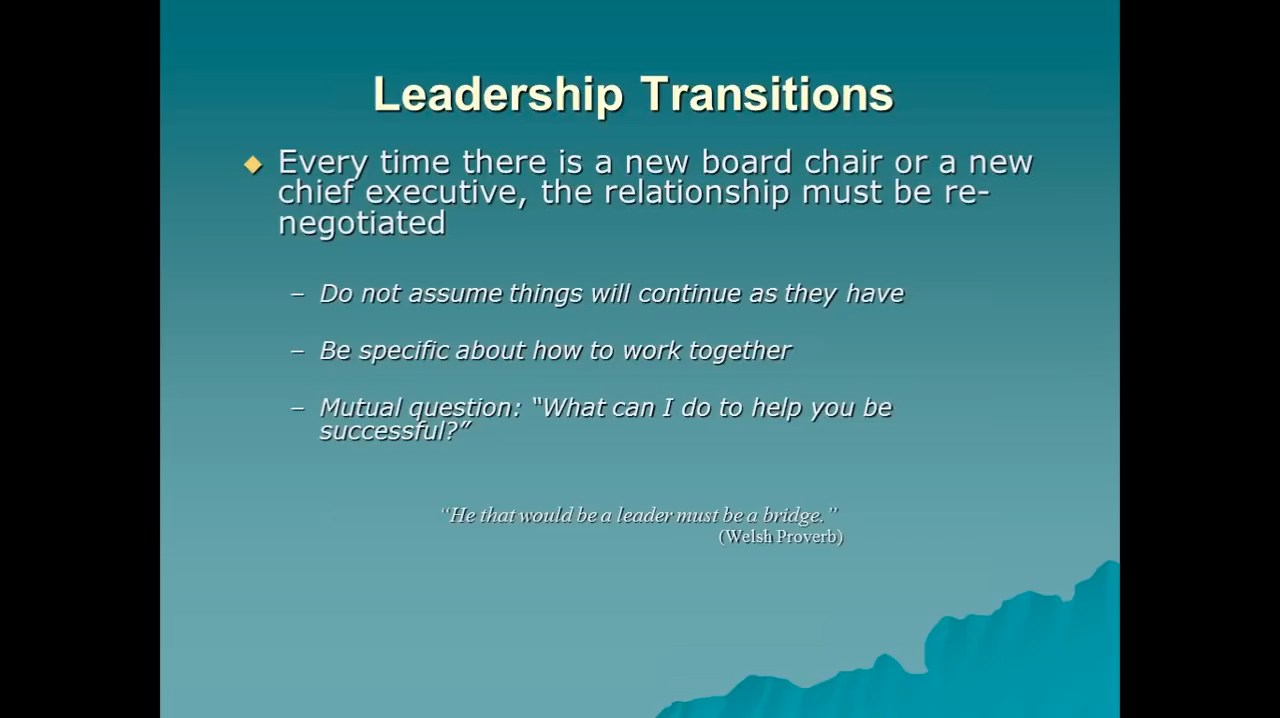 Leadership Transitions
Every time there is a new board chair or a new
chief executive, the relationship must be re-
negotiated
– Do not assume things will continue as they have
– Be specific about how to work together
– Mutual question: “What can I do to help you be
successful?”
“He that would be a leader must be a bridge.”
(Welsh Proverb)